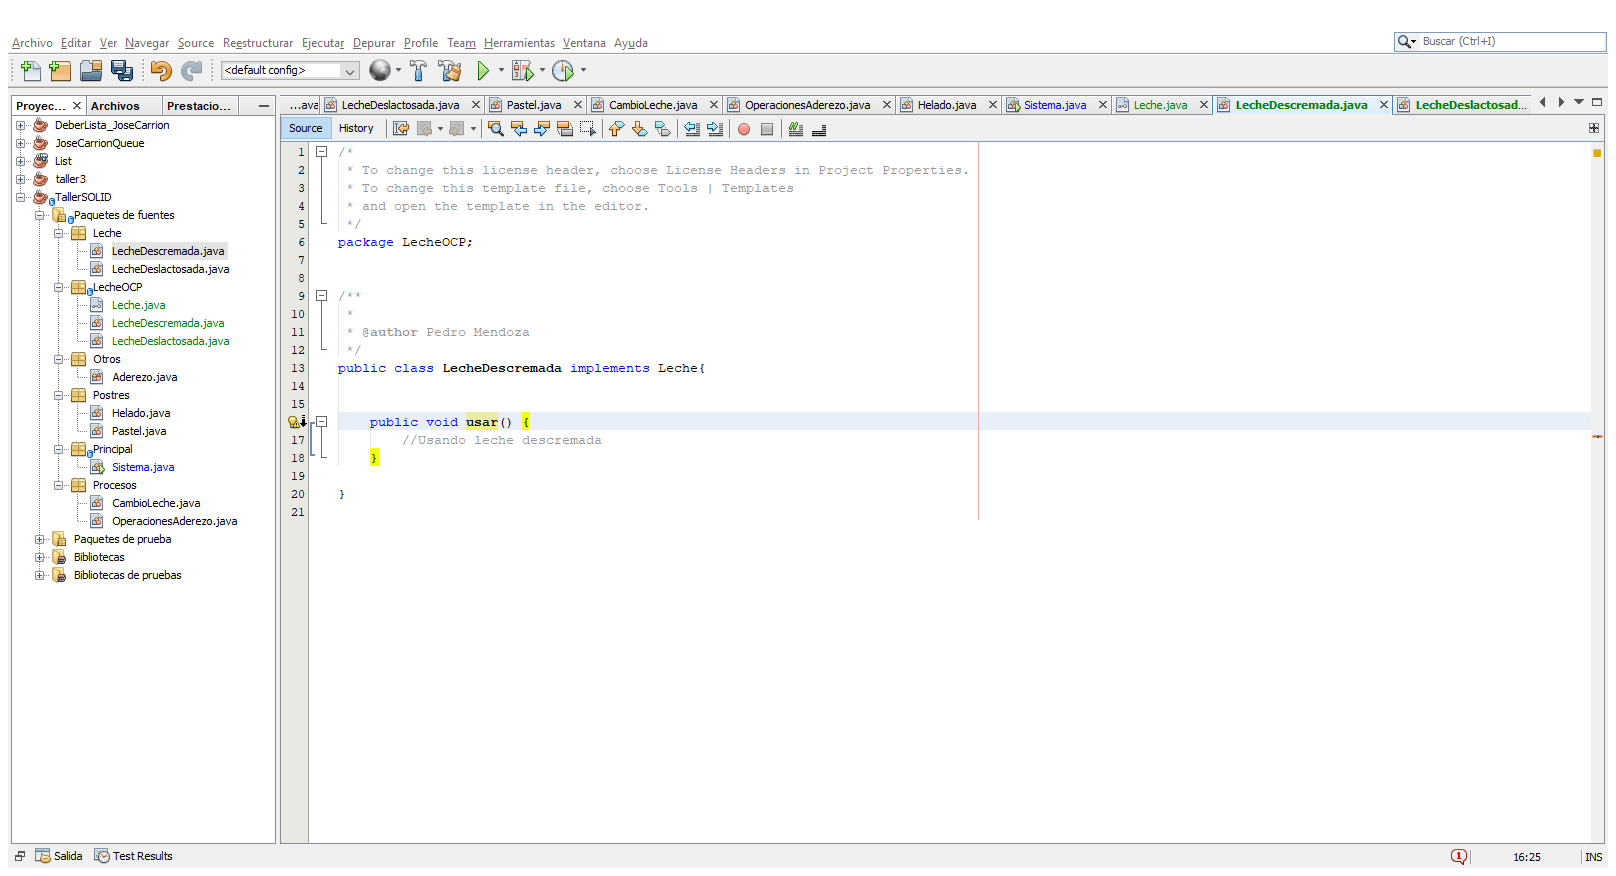 Archivo Editar Ver Navegar Source Reestructurar Ejecutar Depurar Profile Team Herramientas Ventana Ayuda
Buscar (Ctrl+I)
<default config>
Proyec... Archivos Prestacio...
...ava LecheDeslactosada.java Pastel.java CambioLeche.java OperacionesAderezo.java Helado.java Sistema.java Leche.java LecheDescremada.java LecheDeslactosad...
Source History
DeberLista_JoseCarrion
JoseCarrionQueue
List
taller3
TallerSOLID
Paquetes de fuentes
Leche
LecheDescremada.java
LecheDeslactosada.java
LecheOCP
Leche.java
LecheDescremada.java
LecheDeslactosada.java
Otros
Aderezo.java
Postres
Helado.java
Pastel.java
Principal
Sistema.java
Procesos
CambioLeche.java
OperacionesAderezo.java
Paquetes de prueba
Bibliotecas
Bibliotecas de pruebas
1 /*
2 * To change this license header, choose License Headers in Project Properties.
3 * To change this template file, choose Tools | Templates
4 * and open the template in the editor.
5 */
6 package LecheOCP;
7
8
9 /**
10 *
11 * @author Pedro Mendoza
12 */
13 public class LecheDescremada implements Leche{
14
15
public void usar() {
17 //Usando leche descremada
18 }
19
20 }
21
Salida Test Results
1 16:25 INS